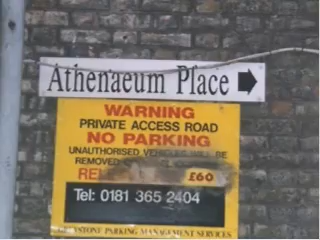 Athenaeum Place
WARNING
PRIVATE ACCESS ROAD
NO PARKING
UNAUTHORISED VEHICLES WILL BE
REMOVED
£60
Tel: 0181 365 2404
PARKING MANAGEMENT SERVICES